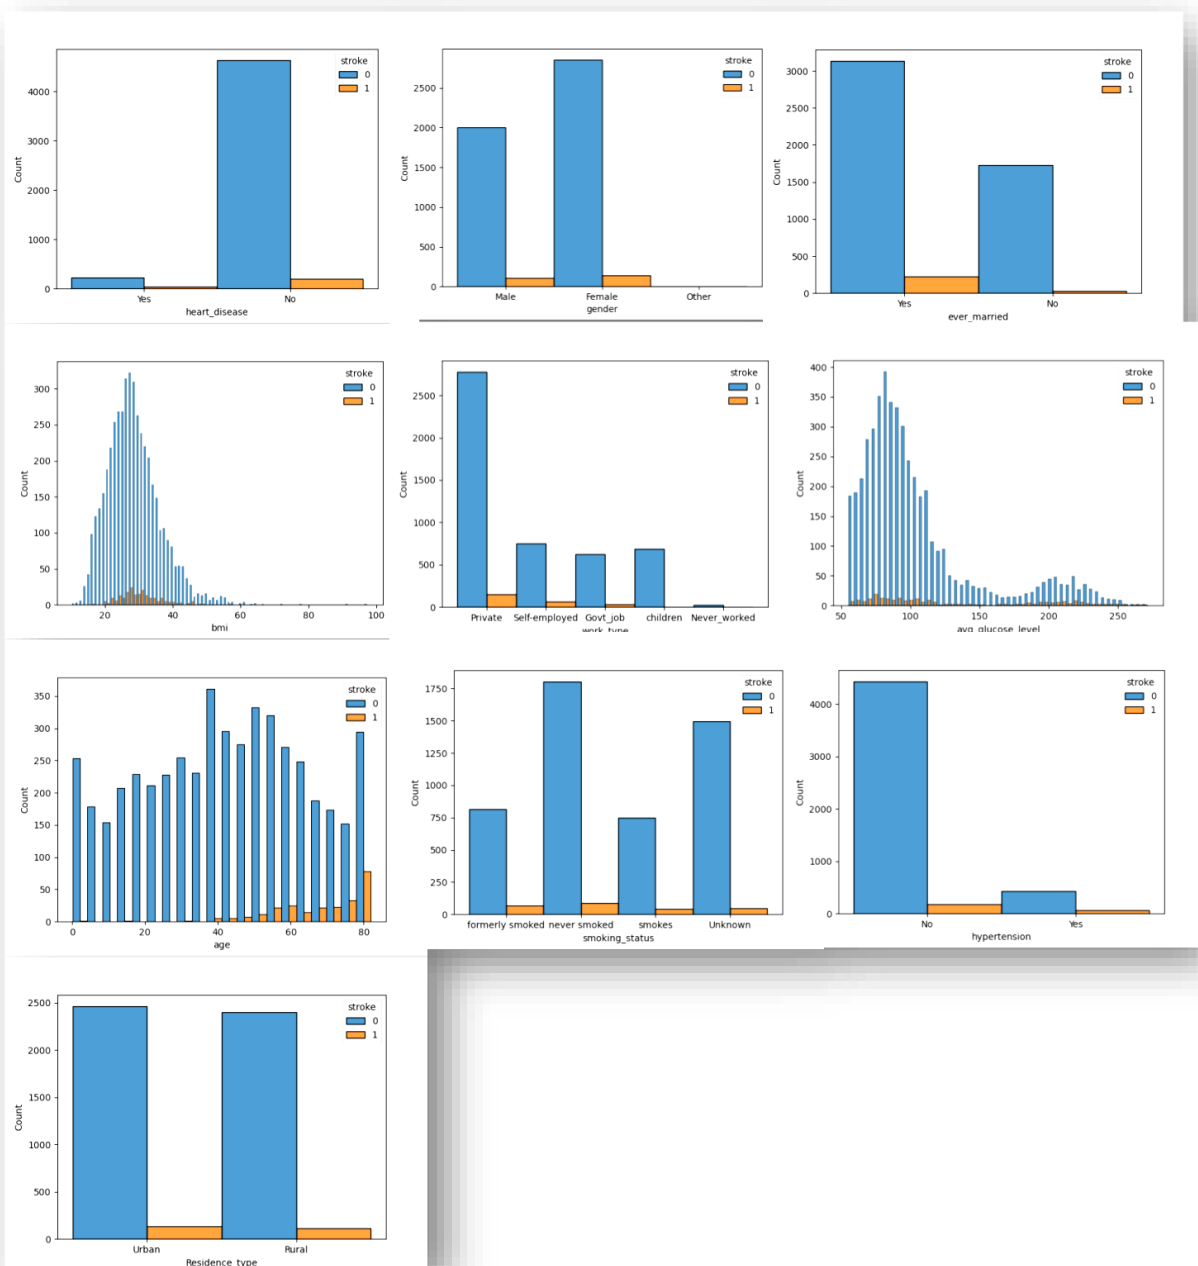 stroke
0
1
4000
3000
2000
1000
0
Count
Yes No
heart_disease
stroke
0
1
2500
2000
1500
1000
500
0
Count
Male Female Other
gender
stroke
0
1
3000
2500
2000
1500
1000
500
0
Count
Yes No
ever_married
stroke
0
1
300
250
200
150
100
50
0
Count
20 40 60 80 100
bmi
stroke
0
1
2500
2000
1500
1000
500
0
Count
Private Self-employed Govt_job children Never_worked
work_type
stroke
0
1
400
350
300
250
200
150
100
50
0
Count
50 100 150 200 250
avg_glucose_level
stroke
0
1
350
300
250
200
150
100
50
0
Count
0 20 40 60 80
age
stroke
0
1
1750
1500
1250
1000
750
500
250
0
Count
formerly smoked never smoked smokes Unknown
smoking_status
stroke
0
1
4000
3000
2000
1000
0
Count
No Yes
hypertension
stroke
0
1
2500
2000
1500
1000
500
0
Count
Urban Rural
Residence_type